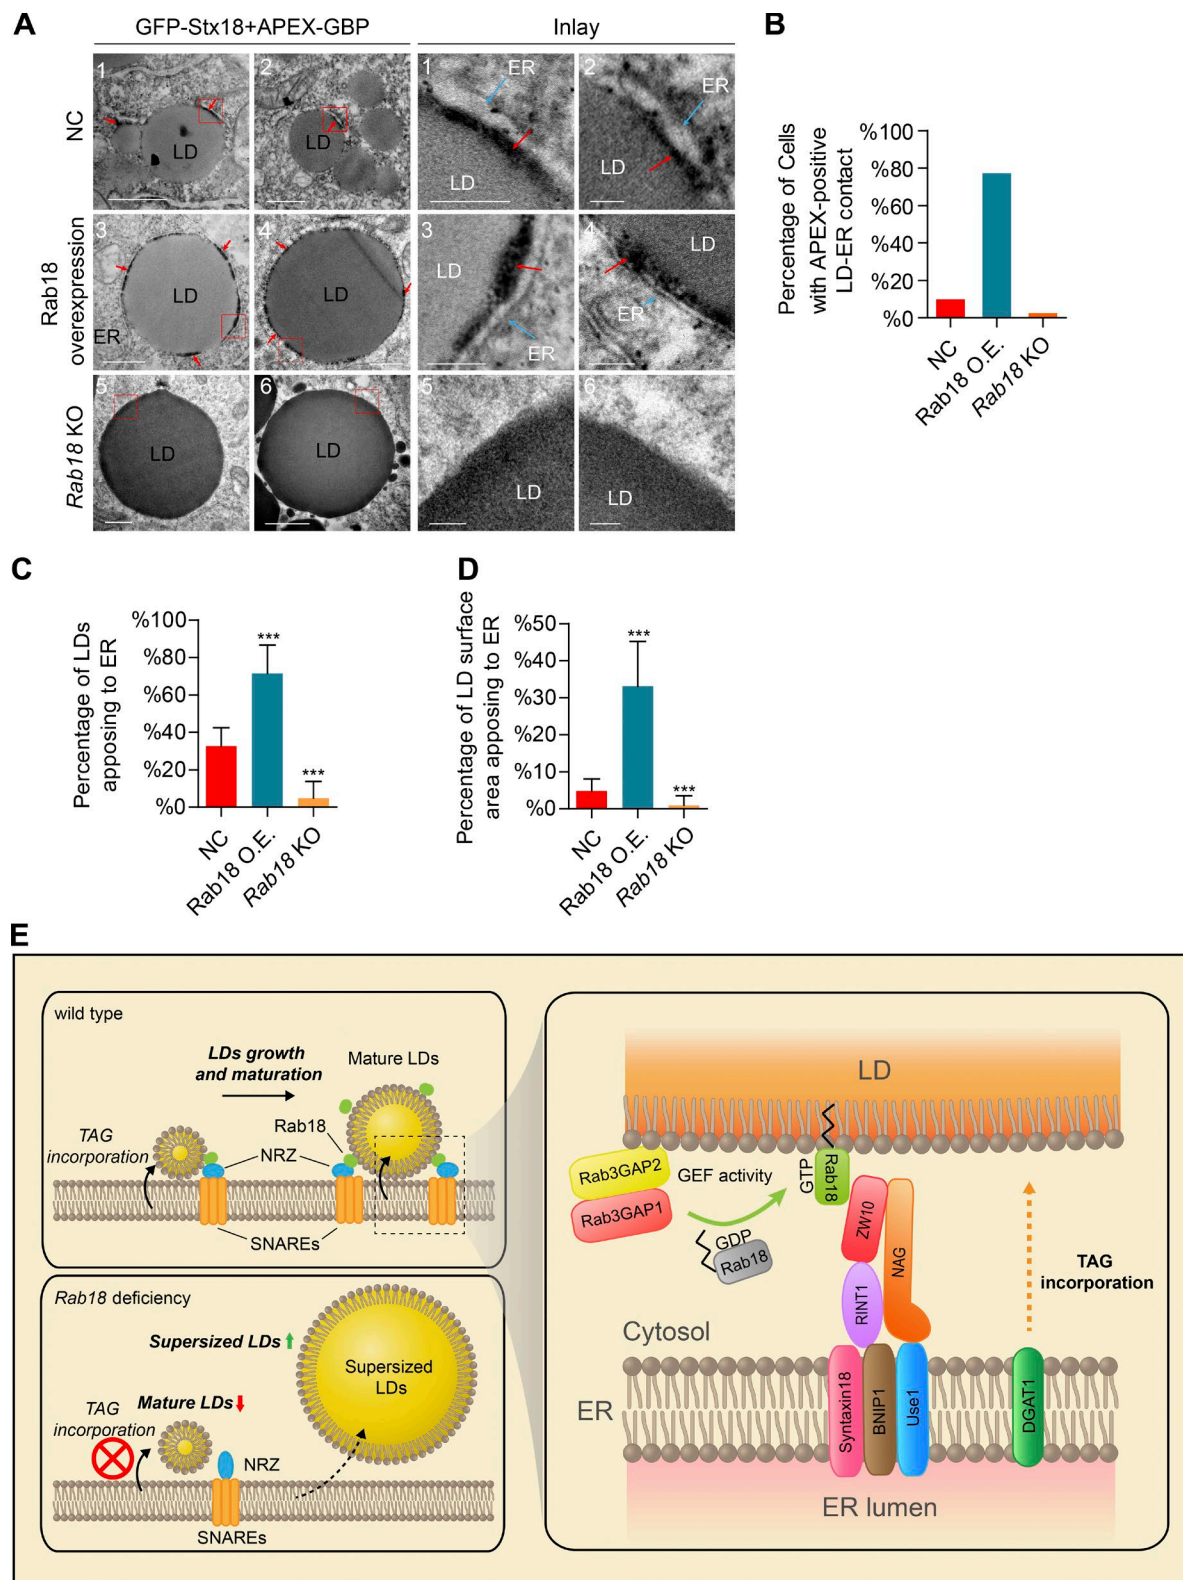 A
GFP-Stx18+APEX-GBP
Inlay
NC
Rab18
overexpression
Rab18 KO
1
LD
2
LD
1
ER
LD
2
ER
LD
3
LD
ER
4
LD
3
LD
ER
4
LD
ER
5
LD
6
LD
5
LD
6
LD
B
Percentage of Cells
with APEX-positive
LD-ER contact
%100
%80
%60
%40
%20
%0
NC
Rab18 O.E.
Rab18 KO
C
Percentage of LDs
apposing to ER
%100
%80
%60
%40
%20
%0
***
***
NC
Rab18 O.E.
Rab18 KO
D
Percentage of LD surface
area apposing to ER
%50
%40
%30
%20
%10
%0
***
***
NC
Rab18 O.E.
Rab18 KO
E
wild type
LDs growth
and maturation
Mature LDs
TAG
incorporation
Rab18
NRZ
SNAREs
Rab18 deficiency
Supersized LDs
Supersized
LDs
Mature LDs
TAG
incorporation
NRZ
SNAREs
LD
Rab3GAP2
Rab3GAP1
GEF activity
GTP
Rab18
GDP
Rab18
ZW10
NAG
RINT1
TAG
incorporation
Cytosol
ER
Syntaxin18
BNIP1
Use1
DGAT1
ER lumen